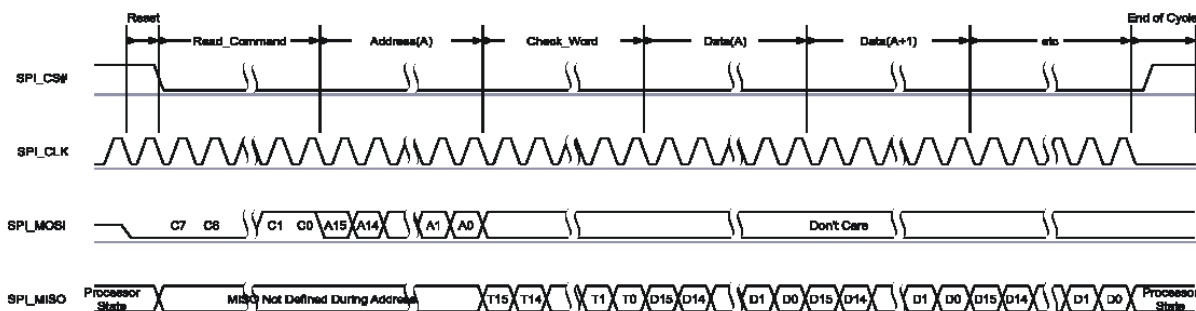 Reset End of Cycle
Read_Command Address(A) Check_Word Data(A) Data(A+1) etc
SPI_CS#
SPI_CLK
SPI_MOSI C7 C6 C1 C0 A15 A14 A1 A0 Don't Care
SPI_MISO Processor State MISO Not Defined During Address T15 T14 T1 T0 D15 D14 D1 D0 D15 D14 D1 D0 D15 D14 D1 D0 Processor State